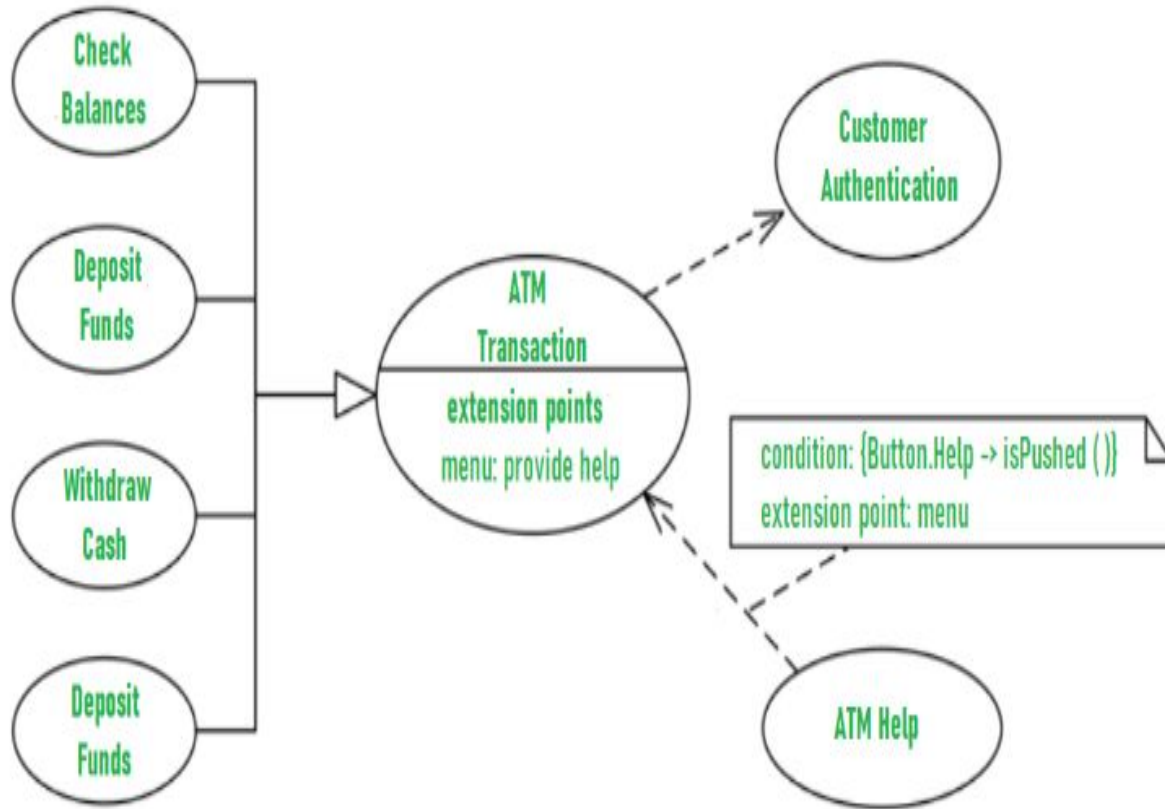 Check
Balances
Deposit
Funds
Withdraw
Cash
Deposit
Funds
ATM
Transaction
extension points
menu: provide help
Customer
Authentication
condition: {Button.Help -> isPushed ( )}
extension point: menu
ATM Help